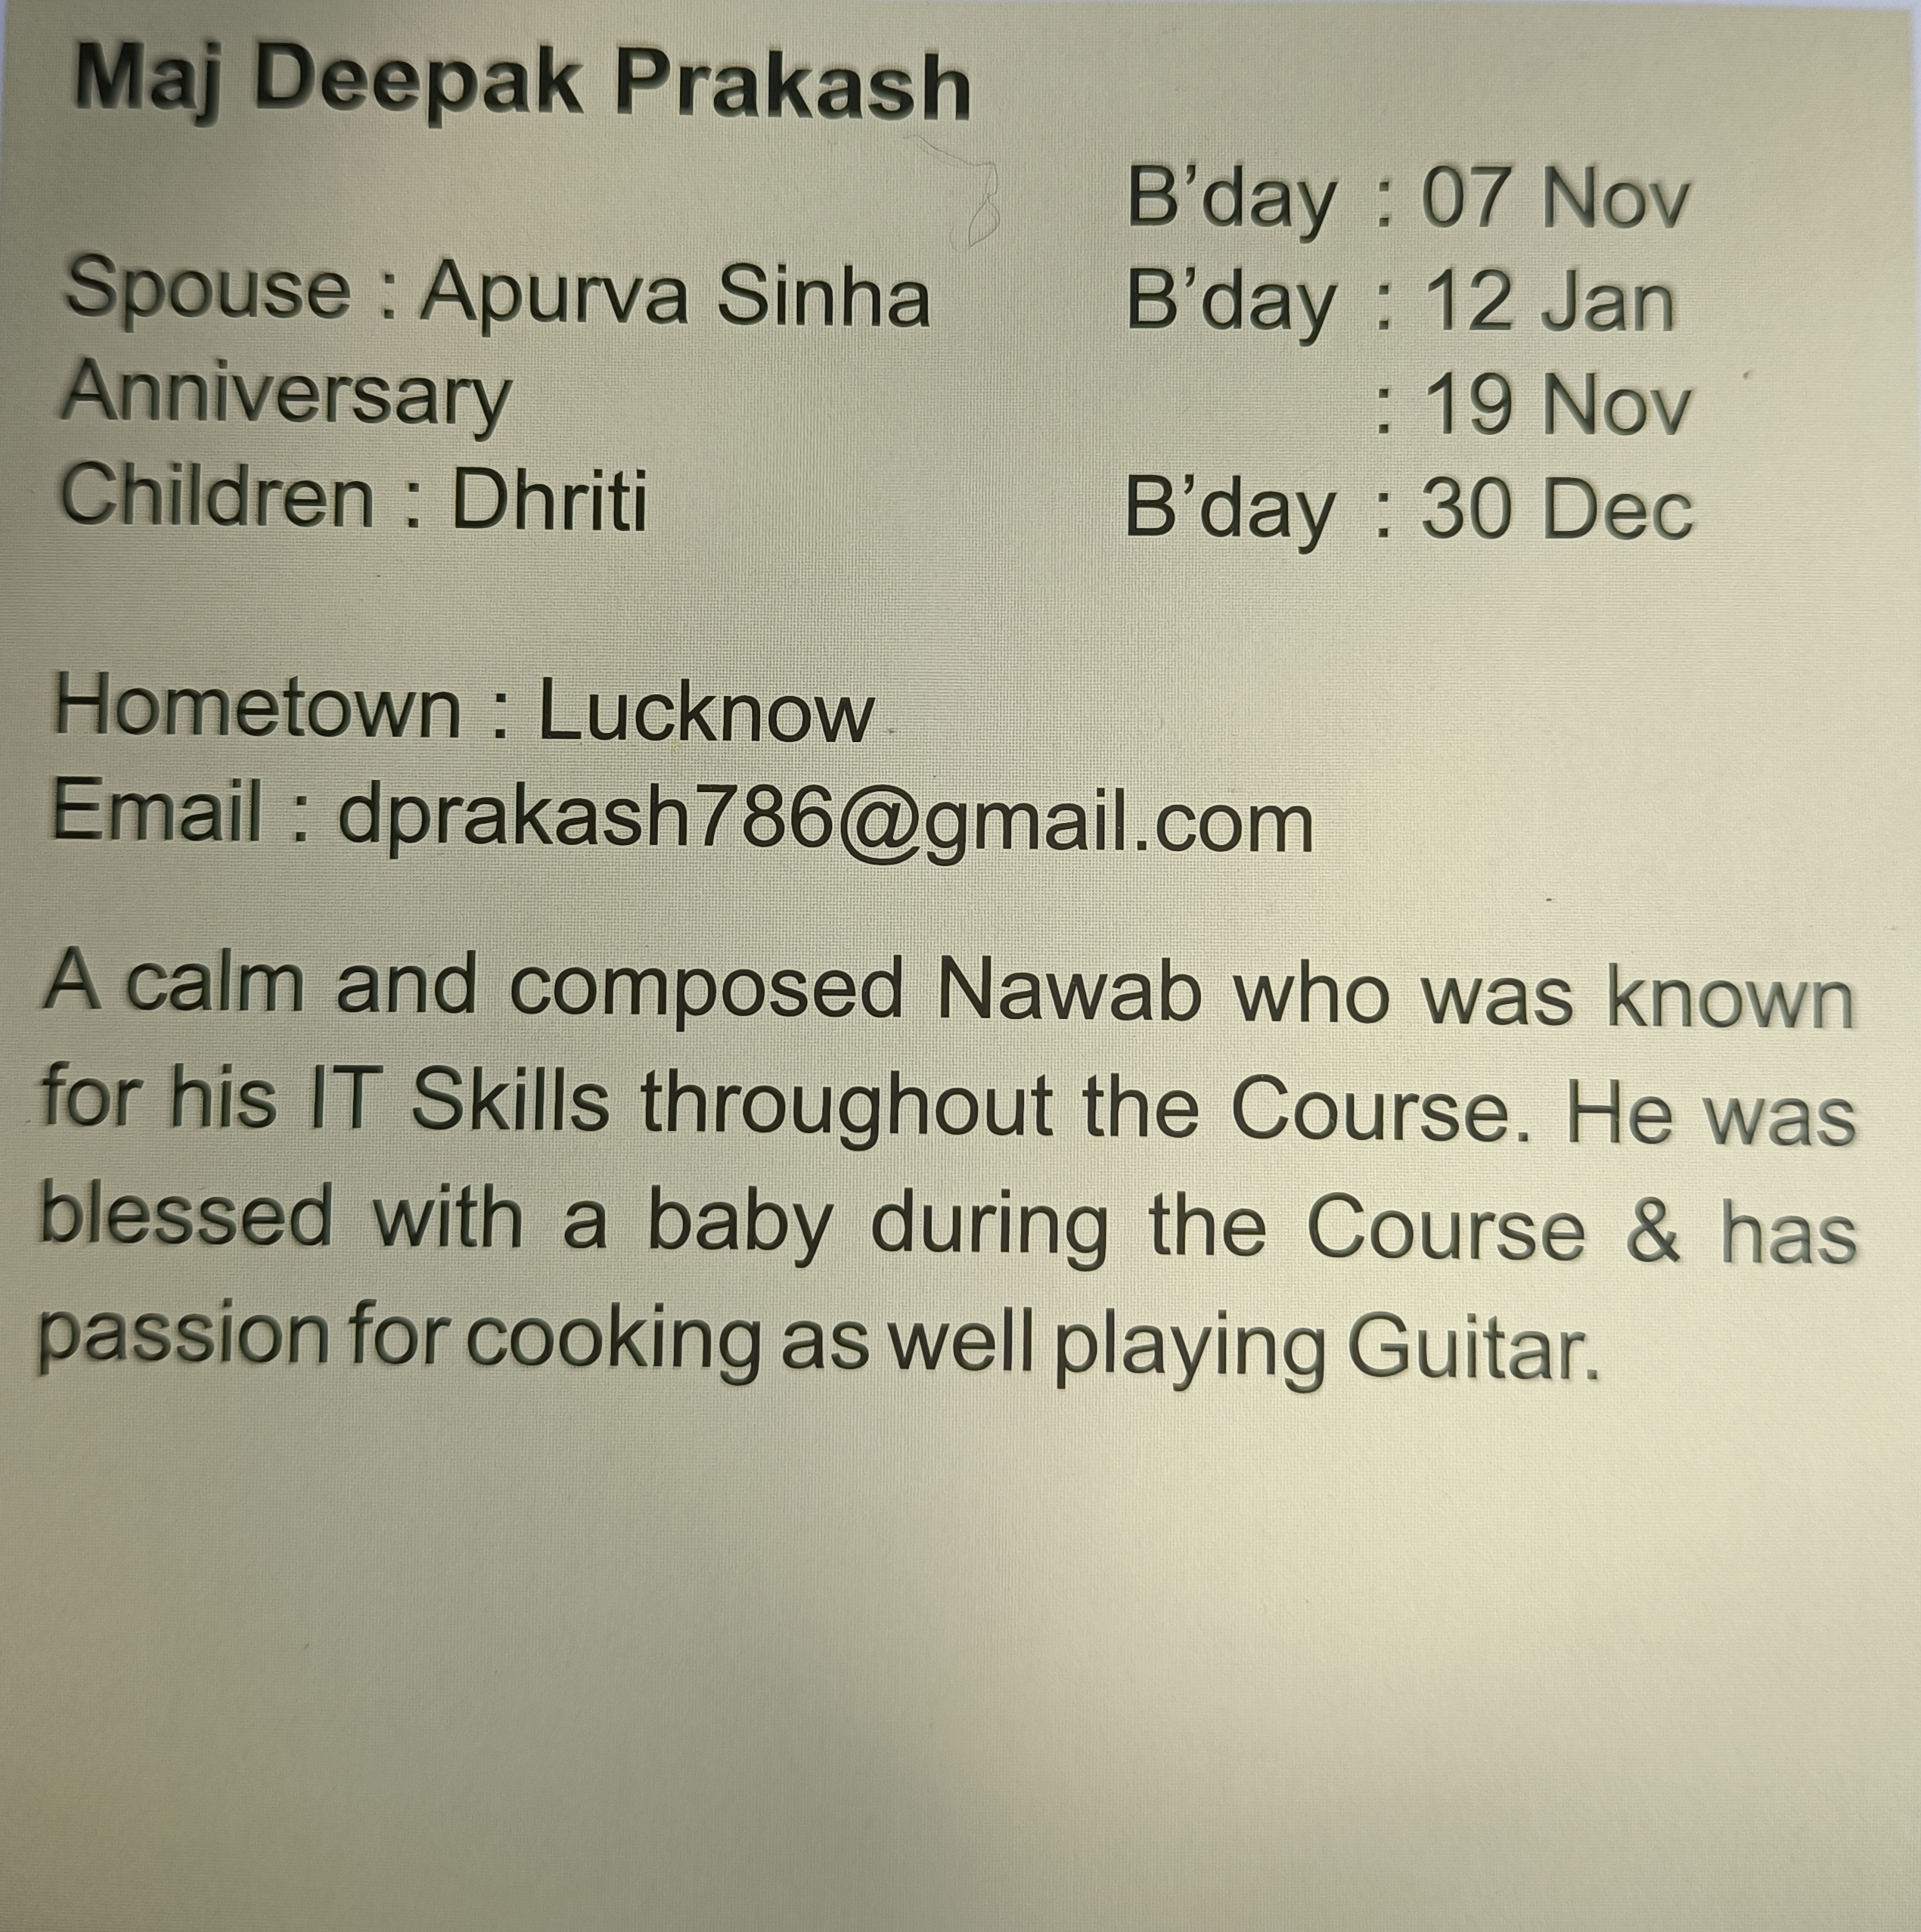 Maj Deepak Prakash
B’day : 07 Nov
Spouse : Apurva Sinha B’day : 12 Jan
Anniversary : 19 Nov
Children : Dhriti B’day : 30 Dec
Hometown : Lucknow
Email : dprakash786@gmail.com
A calm and composed Nawab who was known
for his IT Skills throughout the Course. He was
blessed with a baby during the Course & has
passion for cooking as well playing Guitar.